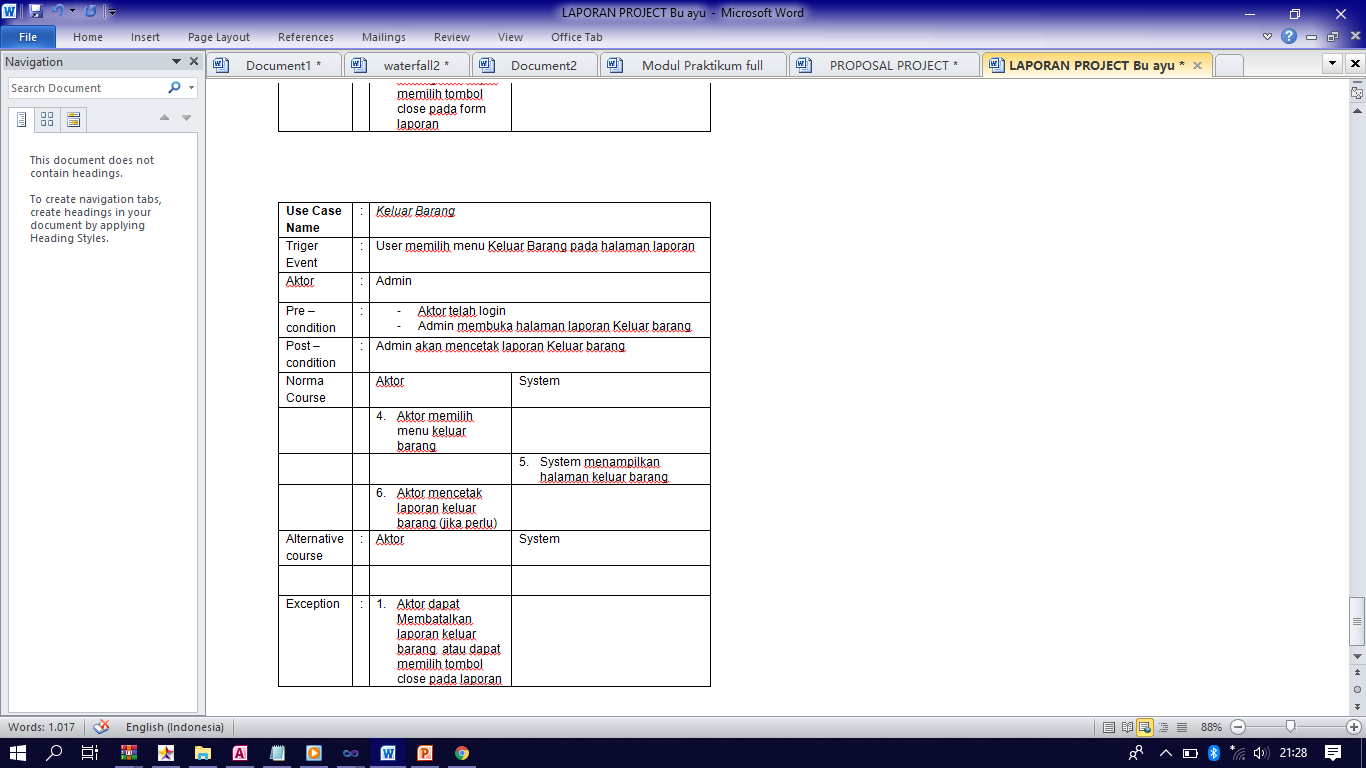 LAPORAN PROJECT Bu ayu - Microsoft Word
File Home Insert Page Layout References Mailings Review View Office Tab
Navigation
Document1 * waterfall2 * Document2 Modul Praktikum full PROPOSAL PROJECT * LAPORAN PROJECT Bu ayu *
Search Document
This document does not
contain headings.
To create navigation tabs,
create headings in your
document by applying
Heading Styles.
memilih tombol
close pada form
laporan
Use Case
Name
: Keluar Barang
Triger
Event
: User memilih menu Keluar Barang pada halaman laporan
Aktor : Admin
Pre –
condition
: - Aktor telah login
- Admin membuka halaman laporan Keluar barang
Post –
condition
: Admin akan mencetak laporan Keluar barang
Norma
Course
Aktor System
4. Aktor memilih
menu keluar
barang
5. System menampilkan
halaman keluar barang
6. Aktor mencetak
laporan keluar
barang (jika perlu)
Alternative
course
: Aktor System
Exception : 1. Aktor dapat
Membatalkan
laporan keluar
barang atau dapat
memilih tombol
close pada laporan
Words: 1.017 English (Indonesia) 88%
21:28